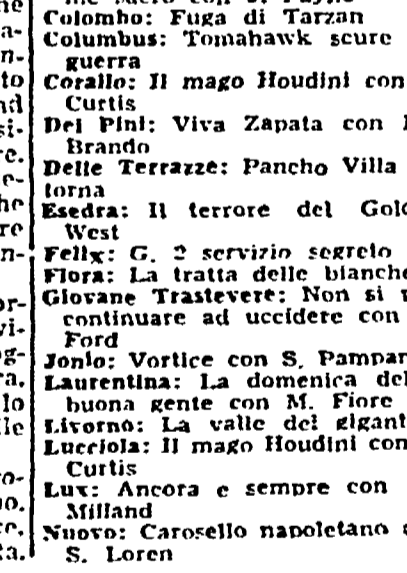 Colombo: Fuga di Tarzan
Columbus: Tomahawk scure
guerra
Corallo: Il mago Houdini con
Curtis
Dei Pini: Viva Zapata con
Brando
Delle Terrazze: Pancho Villa
torna
Esedra: Il terrore del Gold
West
Felix: G. 2 servizio segreto
Flora: La tratta delle bianche
Giovane Trastevere: Non si
continuare ad uccidere con
Ford
Jonio: Vortice con S. Pampan
Laurentina: La domenica del
buona gente con M. Fiore
Livorno: La valle dei gigant
Lucciola: Il mago Houdini con
Curtis
Lux: Ancora e sempre con
Milland
Nuovo: Carosello napoletano
S. Loren